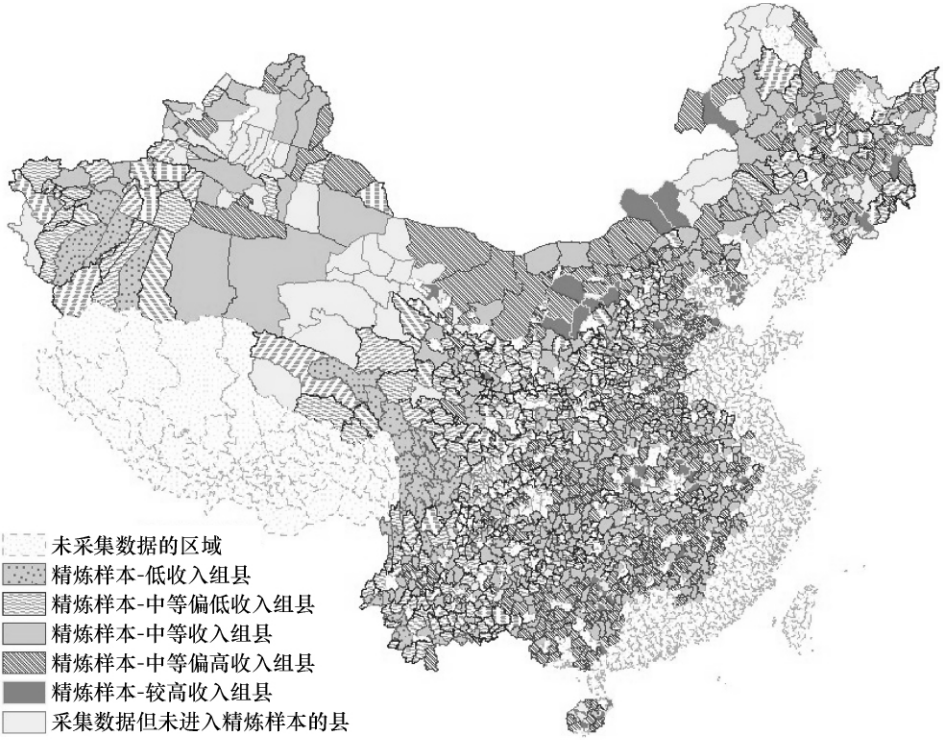 未采集数据的区域
精炼样本-低收入组县
精炼样本-中等偏低收入组县
精炼样本-中等收入组县
精炼样本-中等偏高收入组县
精炼样本-较高收入组县
采集数据但未进入精炼样本的县